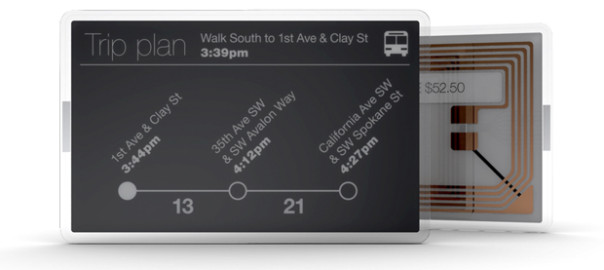 Trip plan
Walk South to 1st Ave & Clay St
3:39pm
$52.50
1st Ave & Clay St
3:44pm
35th Ave SW
& SW Avalon Way
4:12pm
California Ave SW
& SW Spokane St
4:27pm
13
21